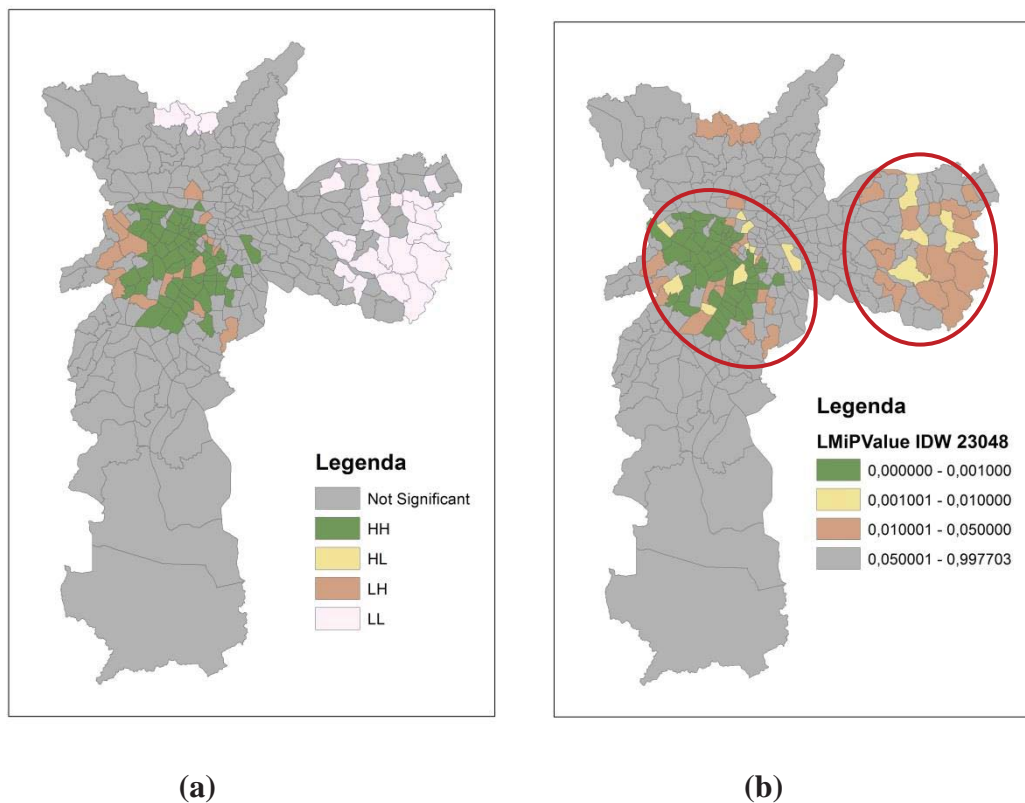 Legenda
Not Significant
HH
HL
LH
LL
(a)
Legenda
LMiPValue IDW 23048
0,000000 - 0,001000
0,001001 - 0,010000
0,010001 - 0,050000
0,050001 - 0,997703
(b)